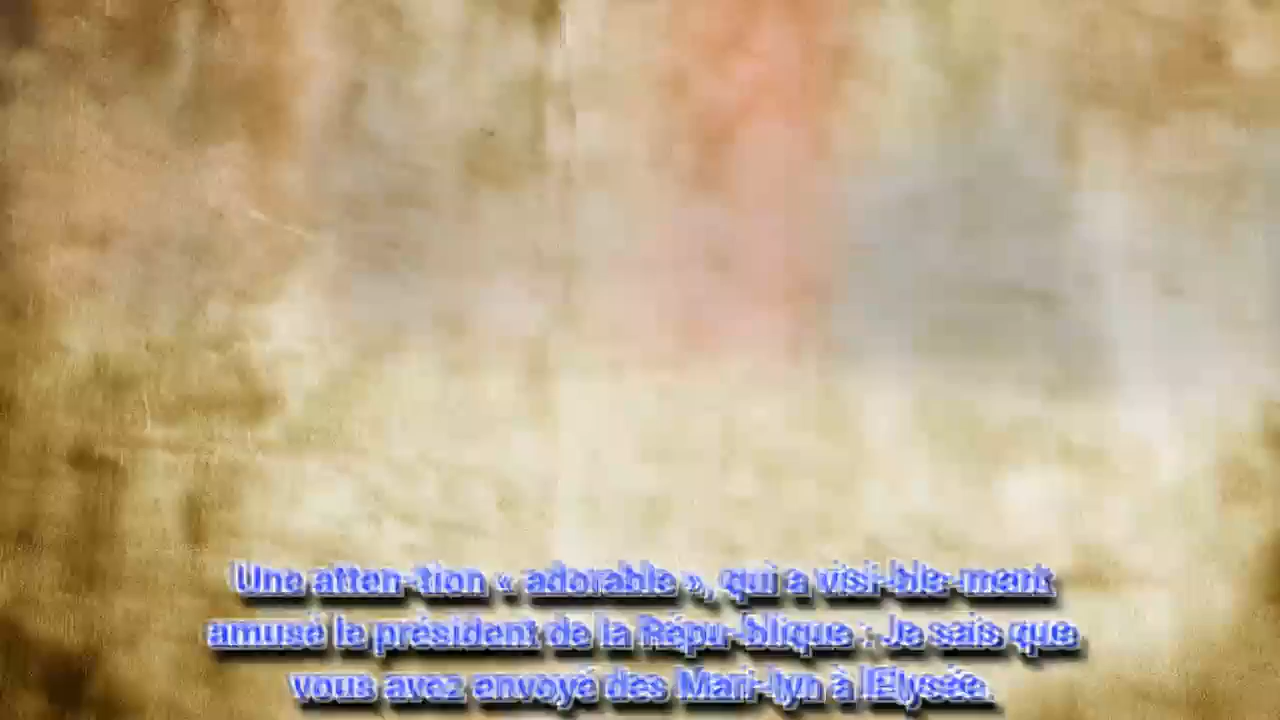 Une atten-tion « adorable », qui a visi-ble-ment
amusé le président de la Répu-blique : Je sais que
vous avez envoyé des Mari-lyn à lElysée.